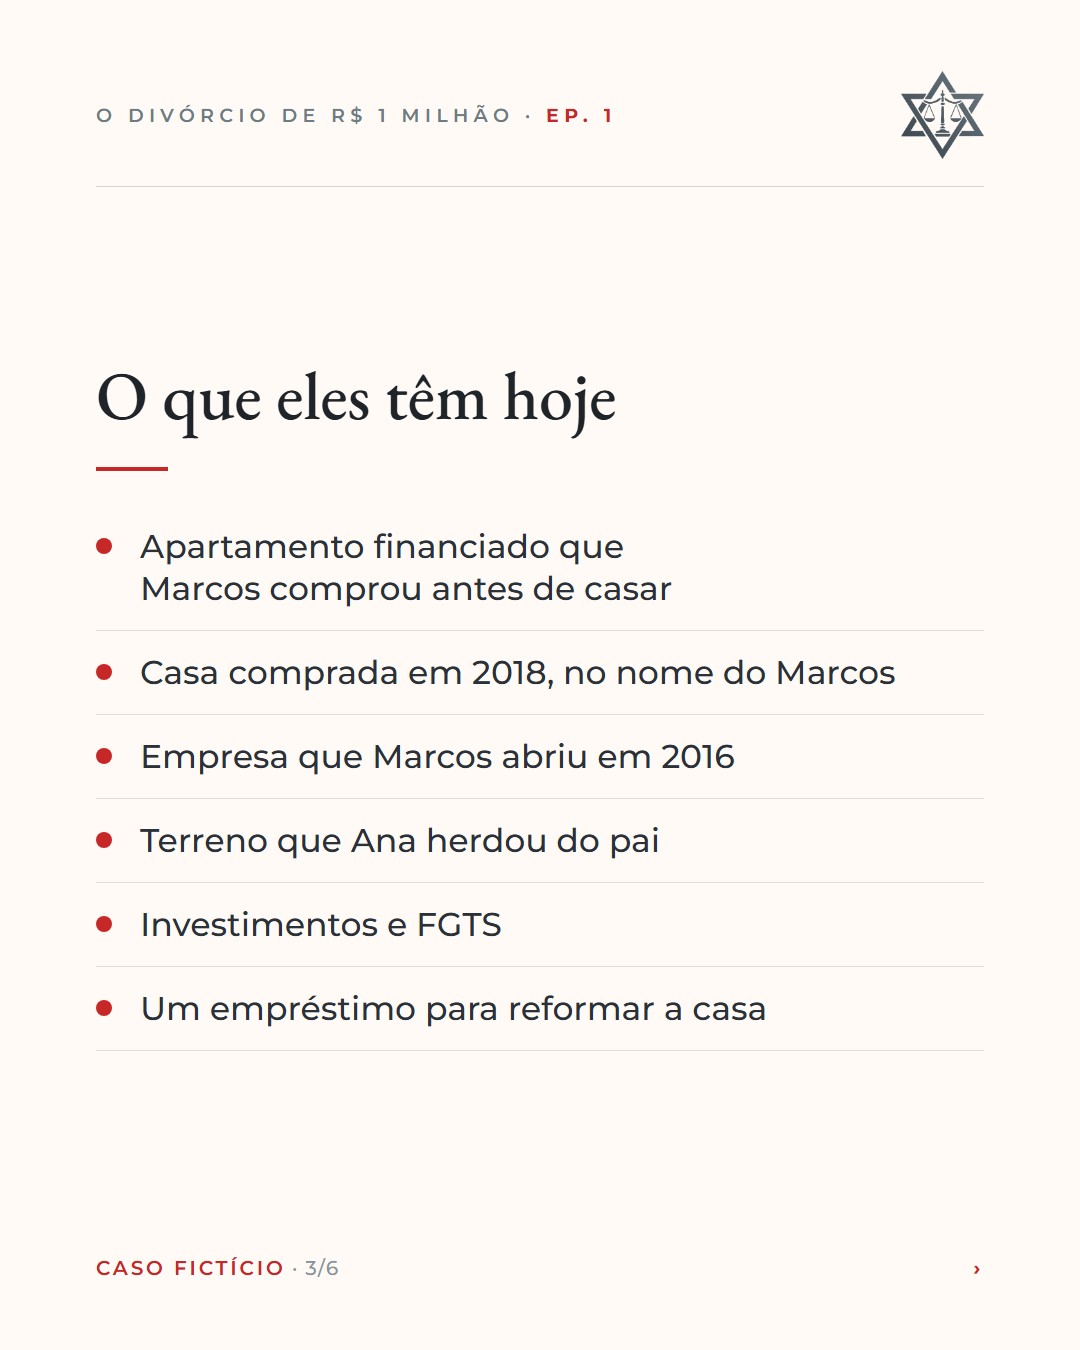 O DIVÓRCIO DE R$ 1 MILHÃO · EP. 1
O que eles têm hoje
Apartamento financiado que
Marcos comprou antes de casar
Casa comprada em 2018, no nome do Marcos
Empresa que Marcos abriu em 2016
Terreno que Ana herdou do pai
Investimentos e FGTS
Um empréstimo para reformar a casa
CASO FICTÍCIO · 3/6
›